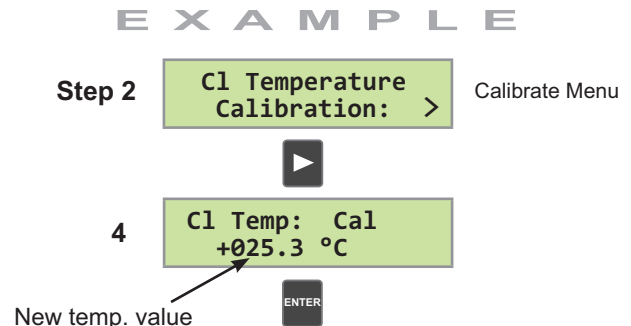 EXAMPLE
Step 2
Cl Temperature
Calibration: >
Calibrate Menu
4
Cl Temp: Cal
+025.3 °C
ENTER
New temp. value